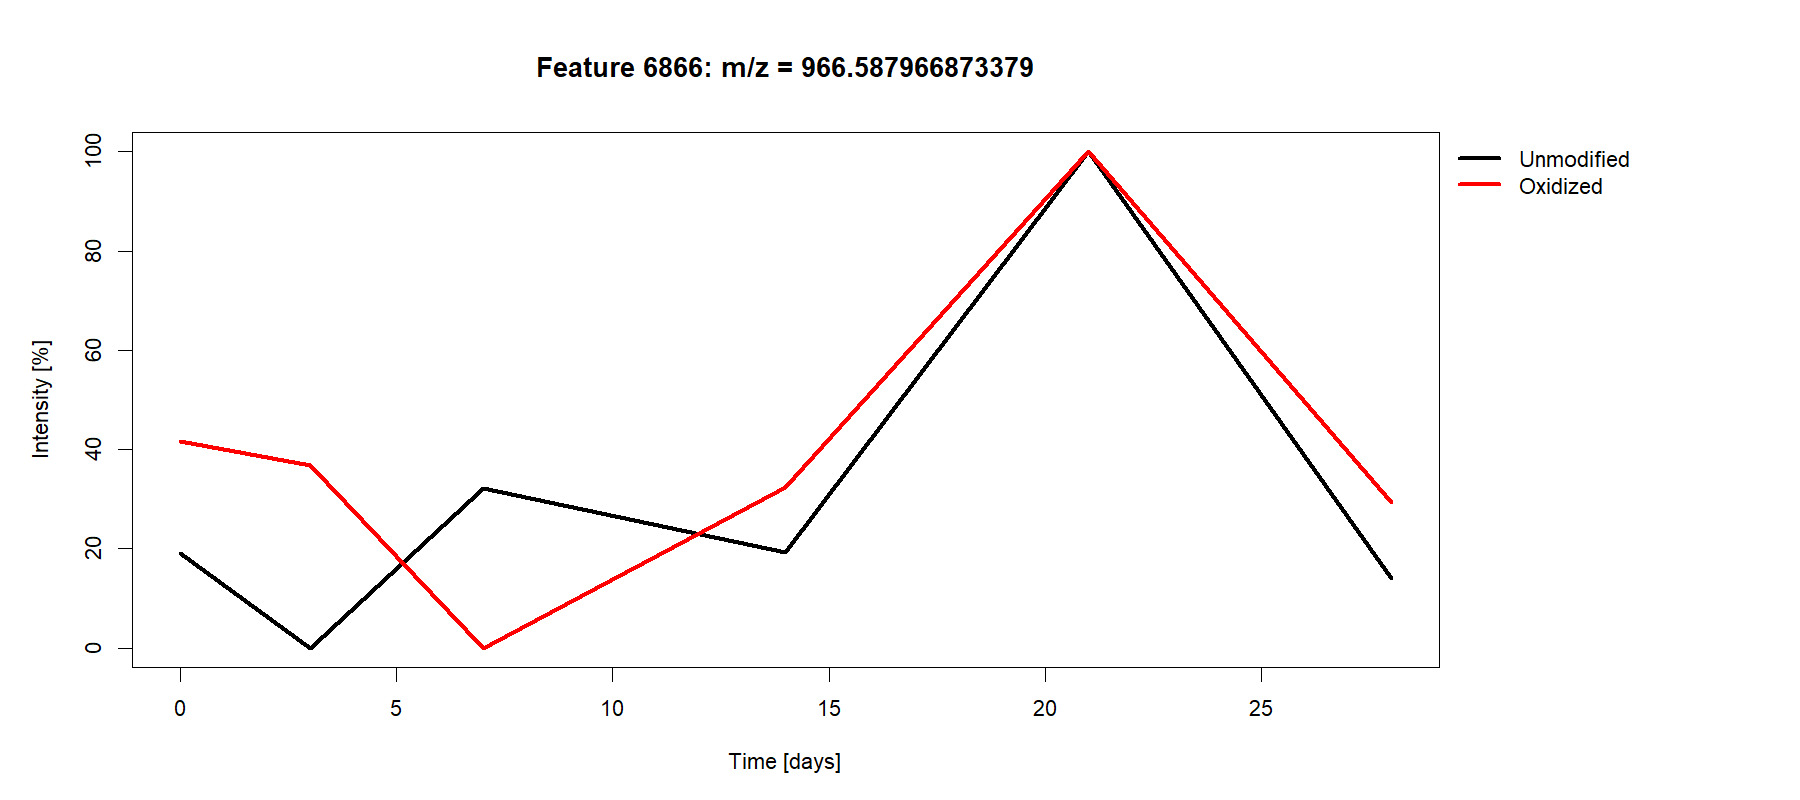 Feature 6866: m/z = 966.587966873379
Unmodified
Oxidized
Intensity [%]
100
80
60
40
20
0
0 5 10 15 20 25
Time [days]